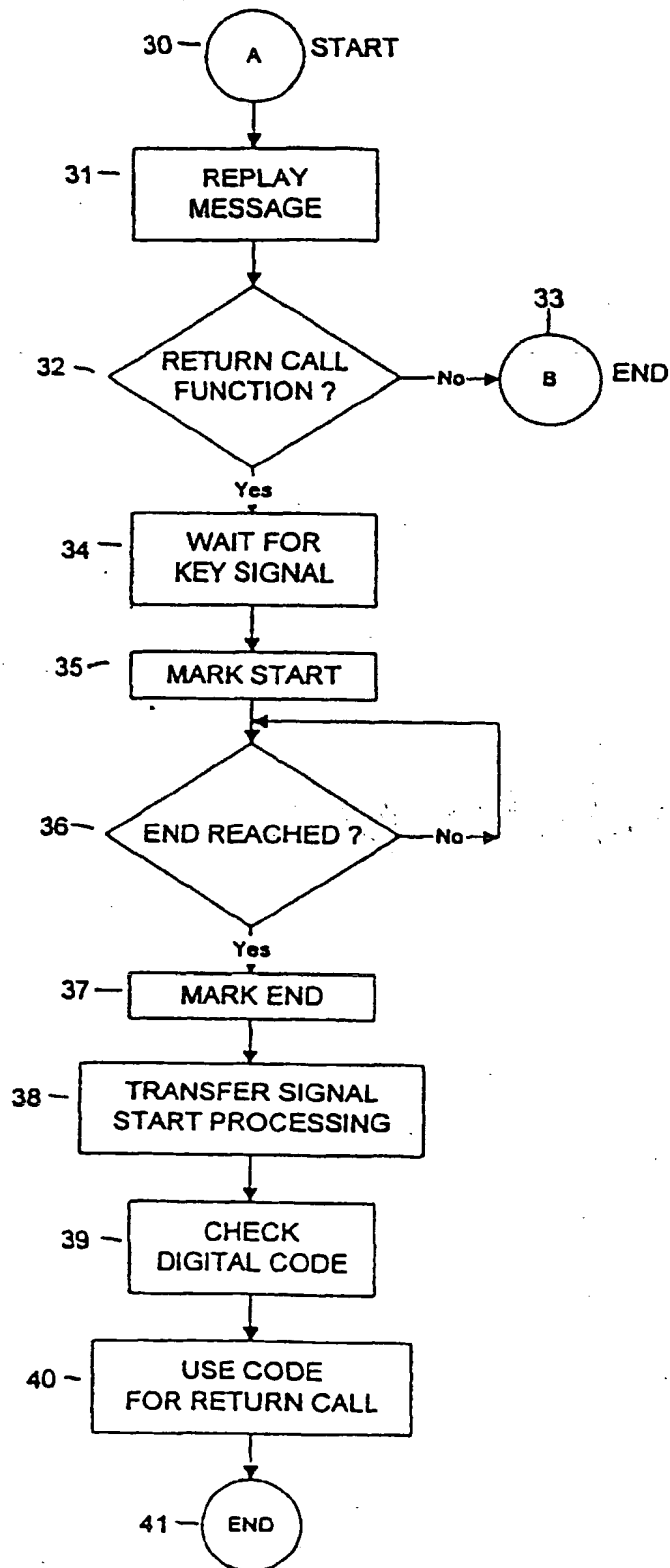 30
A
START
31
REPLAY
MESSAGE
33
32
RETURN CALL
FUNCTION ?
No
B
END
Yes
34
WAIT FOR
KEY SIGNAL
35
MARK START
36
END REACHED ?
No
Yes
37
MARK END
38
TRANSFER SIGNAL
START PROCESSING
39
CHECK
DIGITAL CODE
40
USE CODE
FOR RETURN CALL
41
END